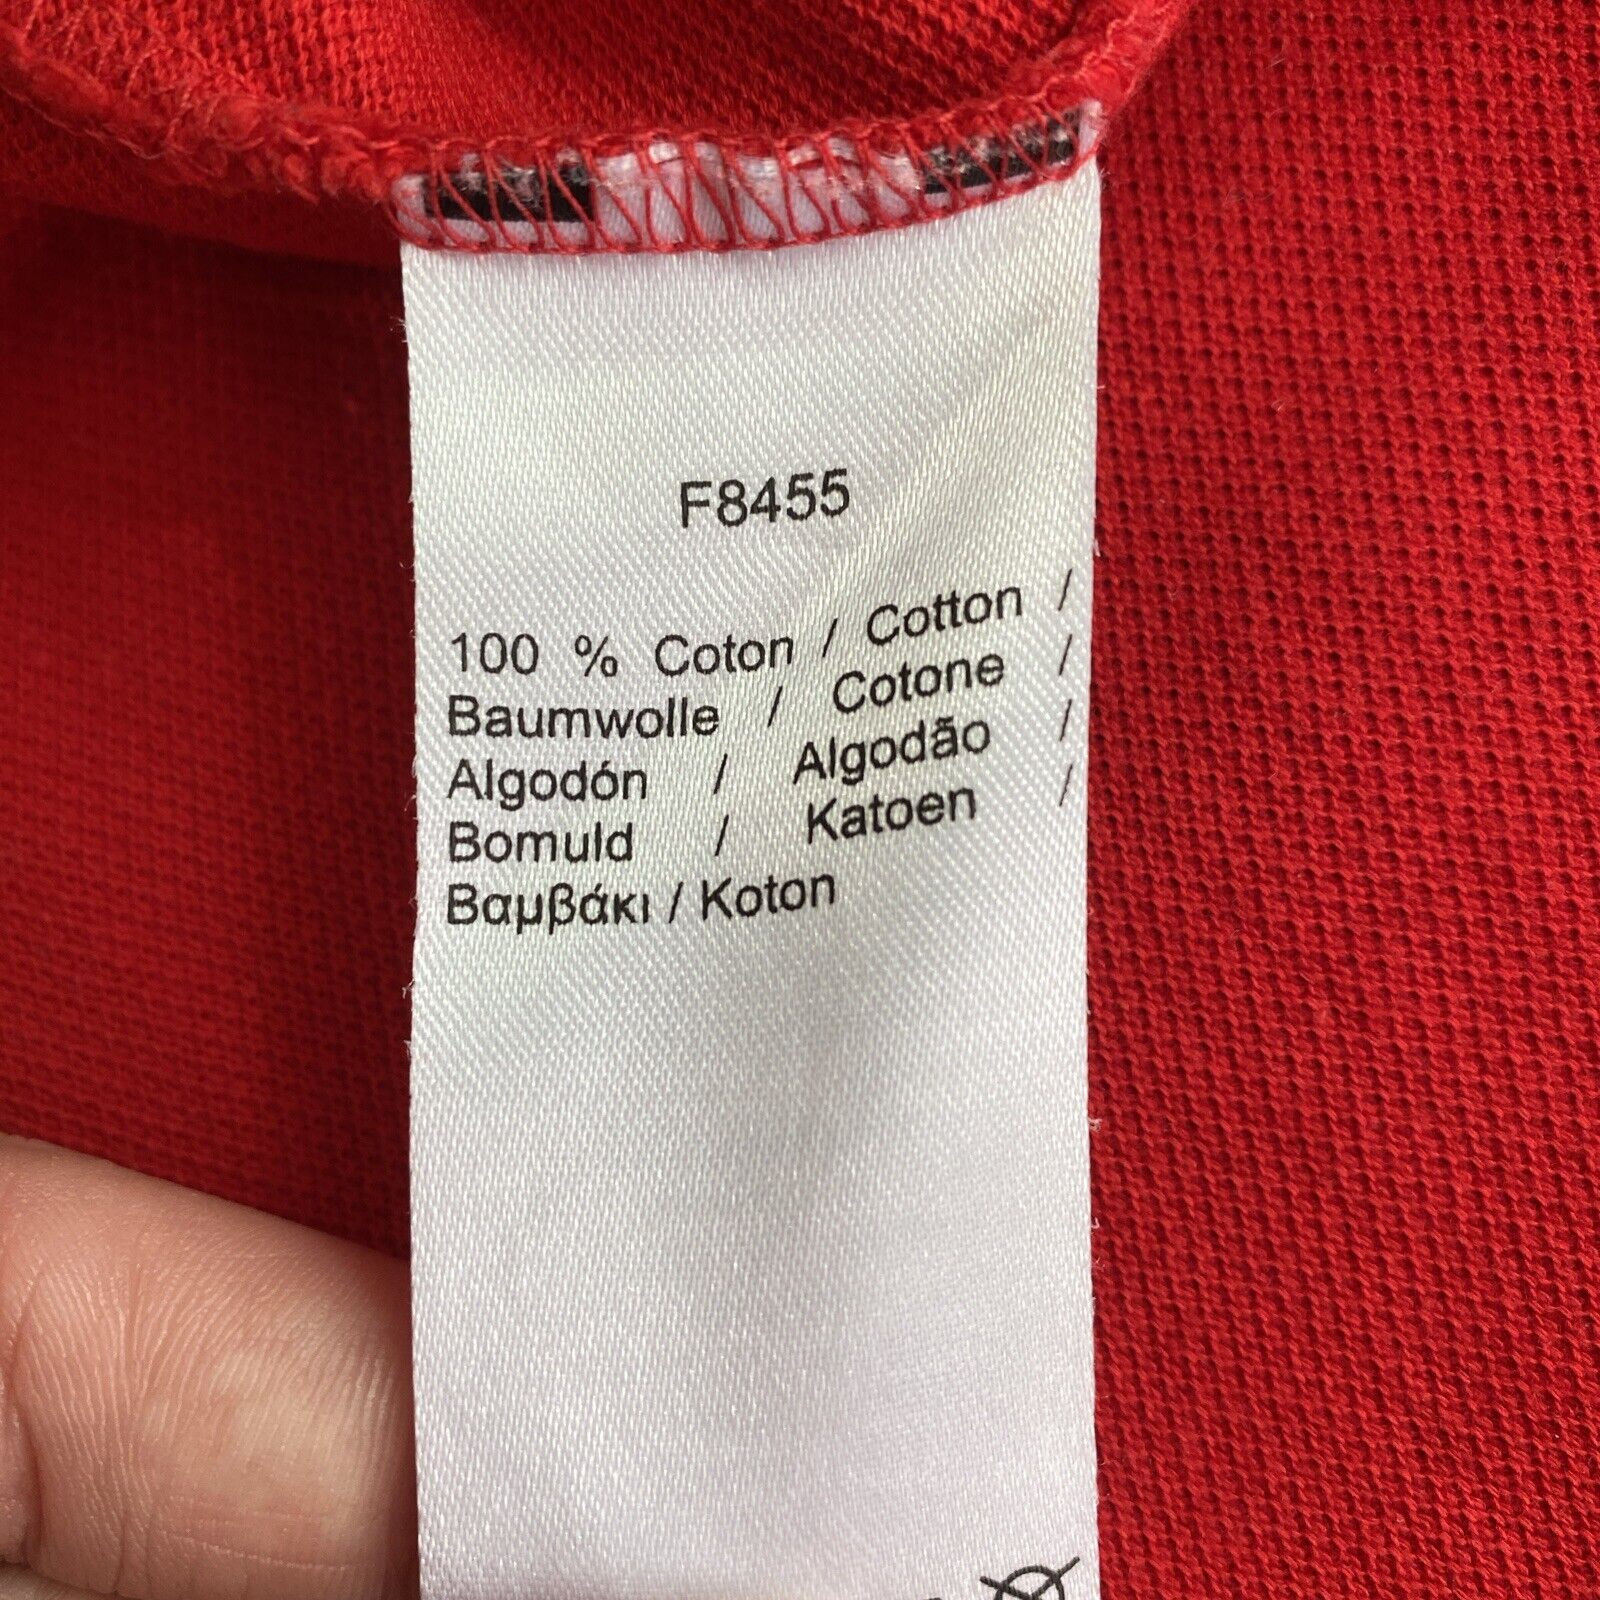 F8455
100 % Coton / Cotton /
Baumwolle / Cotone /
Algodón / Algodão /
Bomuld / Katoen /
Βαμβάκι / Koton